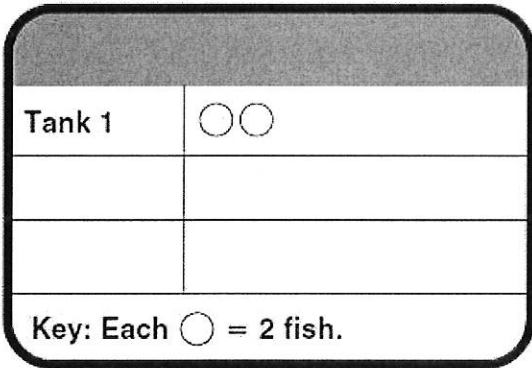 Tank 1
Key: Each ◯ = 2 fish.